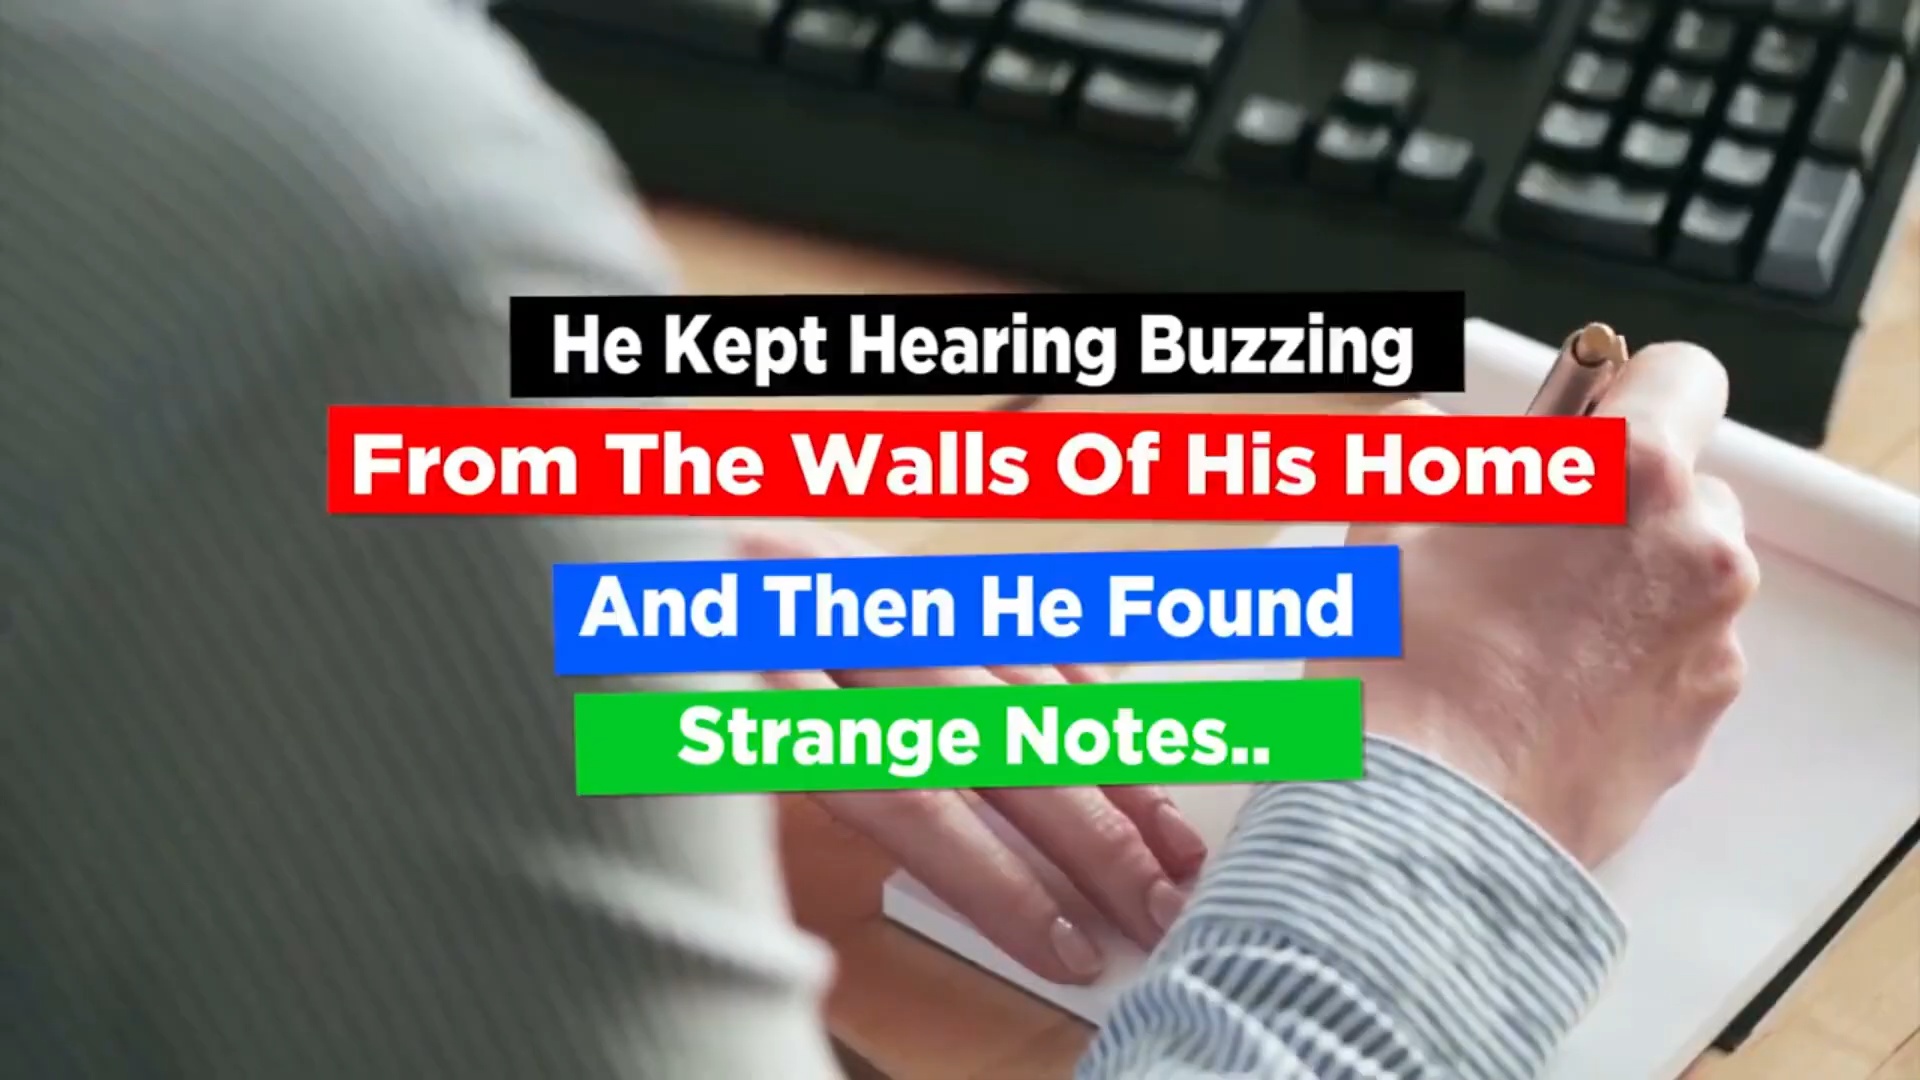 He Kept Hearing Buzzing
From The Walls Of His Home
And Then He Found
Strange Notes..